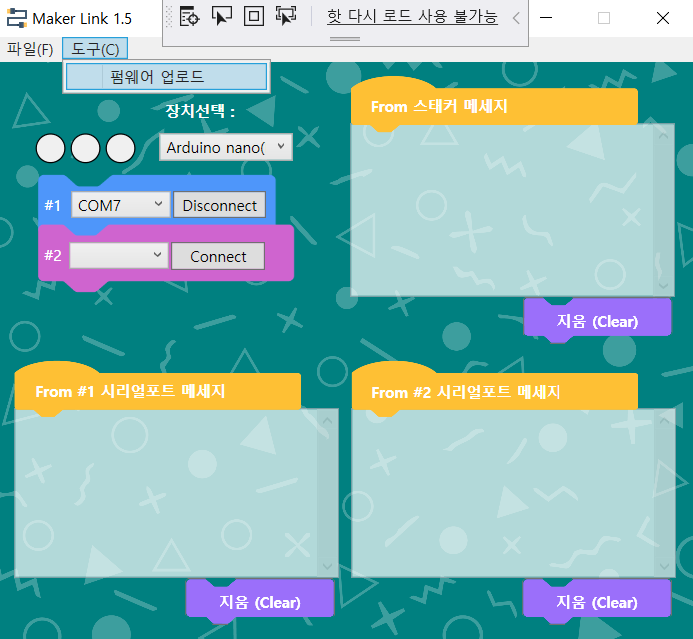 Maker Link 1.5
핫 다시 로드 사용 불가능
파일(F) 도구(C)
펌웨어 업로드
장치선택 :
Arduino nano(
#1 COM7 Disconnect
#2 Connect
From 스태커 메세지
지움 (Clear)
From #1 시리얼포트 메세지
지움 (Clear)
From #2 시리얼포트 메세지
지움 (Clear)